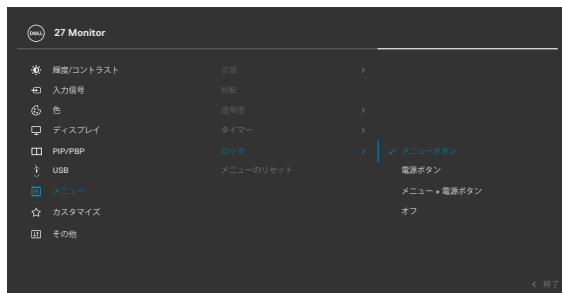 DELL 27 Monitor
輝度/コントラスト 言語
入力信号 回転
色 透明度
ディスプレイ タイマー
PIP/PBP ロック メニューボタン
USB メニューのリセット 電源ボタン
メニュー メニュー + 電源ボタン
カスタマイズ オフ
その他
終了